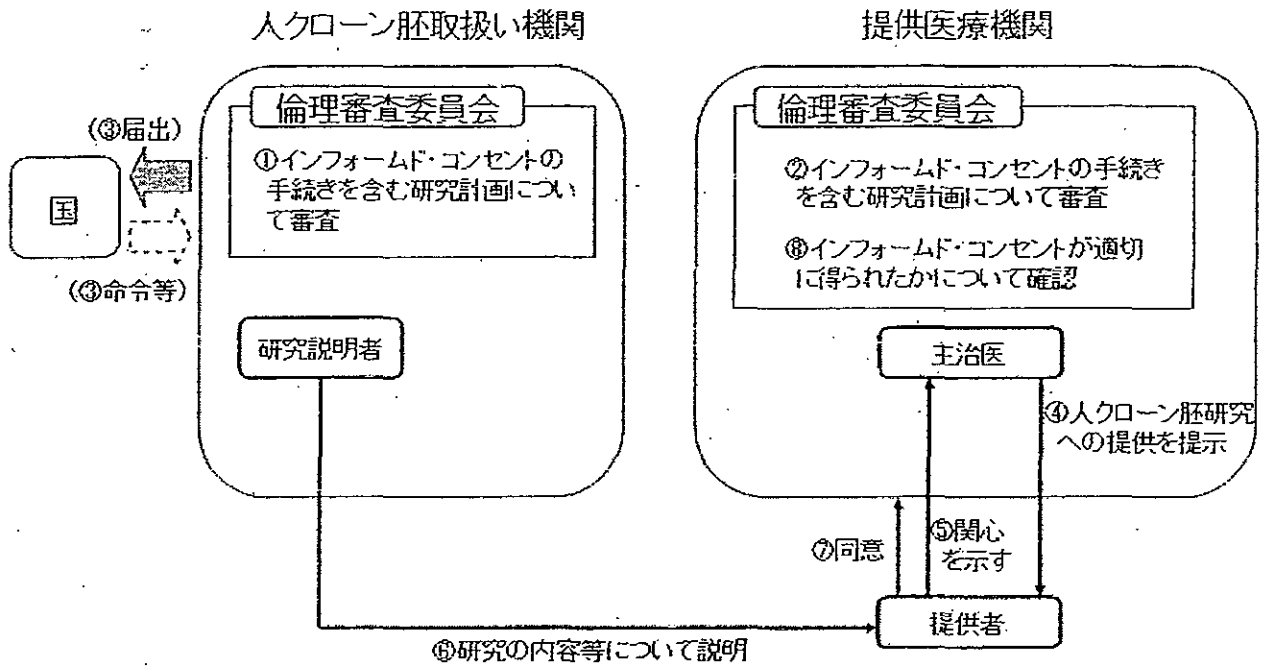 人クローン胚取扱い機関
提供医療機関
倫理審査委員会
①インフォームド・コンセントの
手続きを含む研究計画につい
て審査
(③届出)
国
(③命令等)
研究説明者
倫理審査委員会
②インフォームド・コンセントの手続き
を含む研究計画について審査
⑧インフォームド・コンセントが適切
に得られたかについて確認
主治医
④人クローン胚研究
への提供を提示
⑦同意
⑤関心
を示す
提供者
⑥研究の内容等について説明